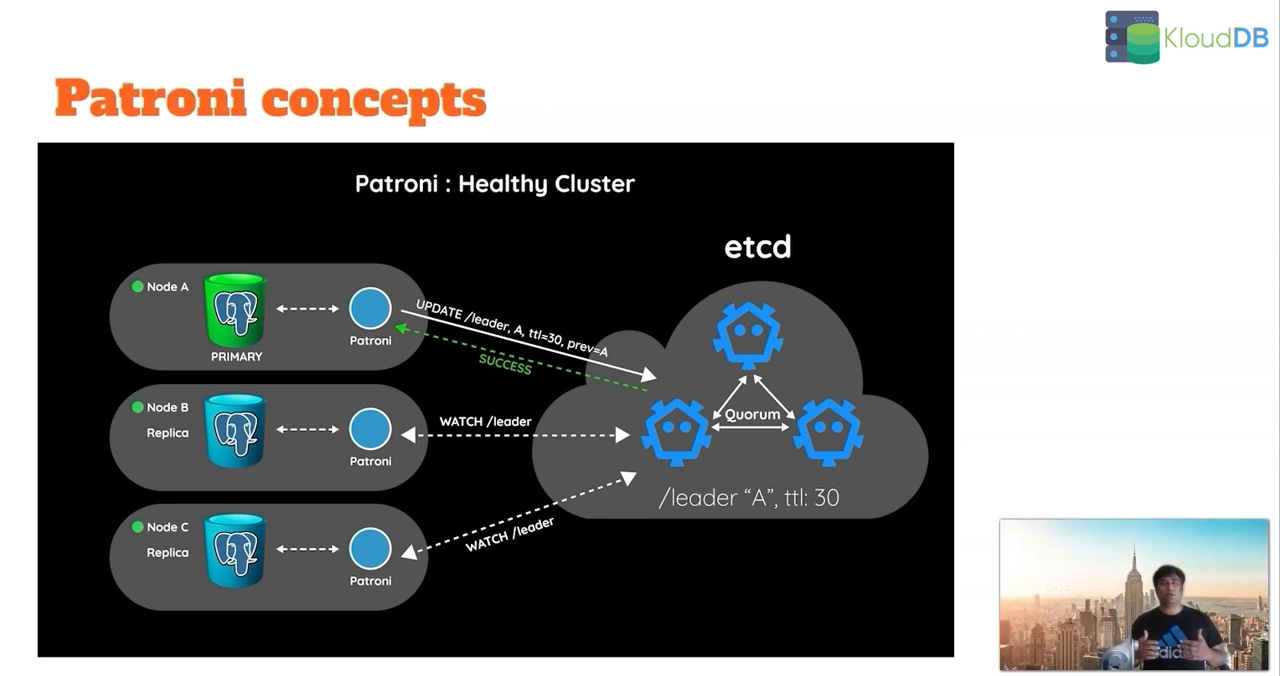 KloudDB
Patroni concepts
Patroni : Healthy Cluster
etcd
Node A
PRIMARY
Patroni
UPDATE /leader, A, ttl=30, prev=A
SUCCESS
Node B
Replica
Patroni
WATCH /leader
Quorum
/leader “A”, ttl: 30
Node C
Replica
Patroni
WATCH /leader